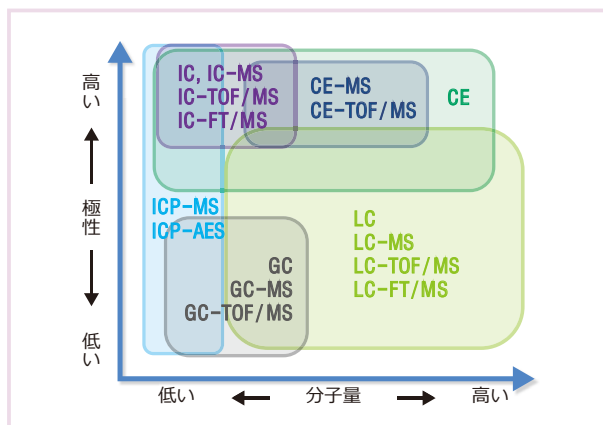 高い
極性
低い
IC, IC-MS
IC-TOF/MS
IC-FT/MS
CE-MS
CE-TOF/MS
CE
ICP-MS
ICP-AES
LC
LC-MS
LC-TOF/MS
LC-FT/MS
GC
GC-MS
GC-TOF/MS
低い 分子量 高い